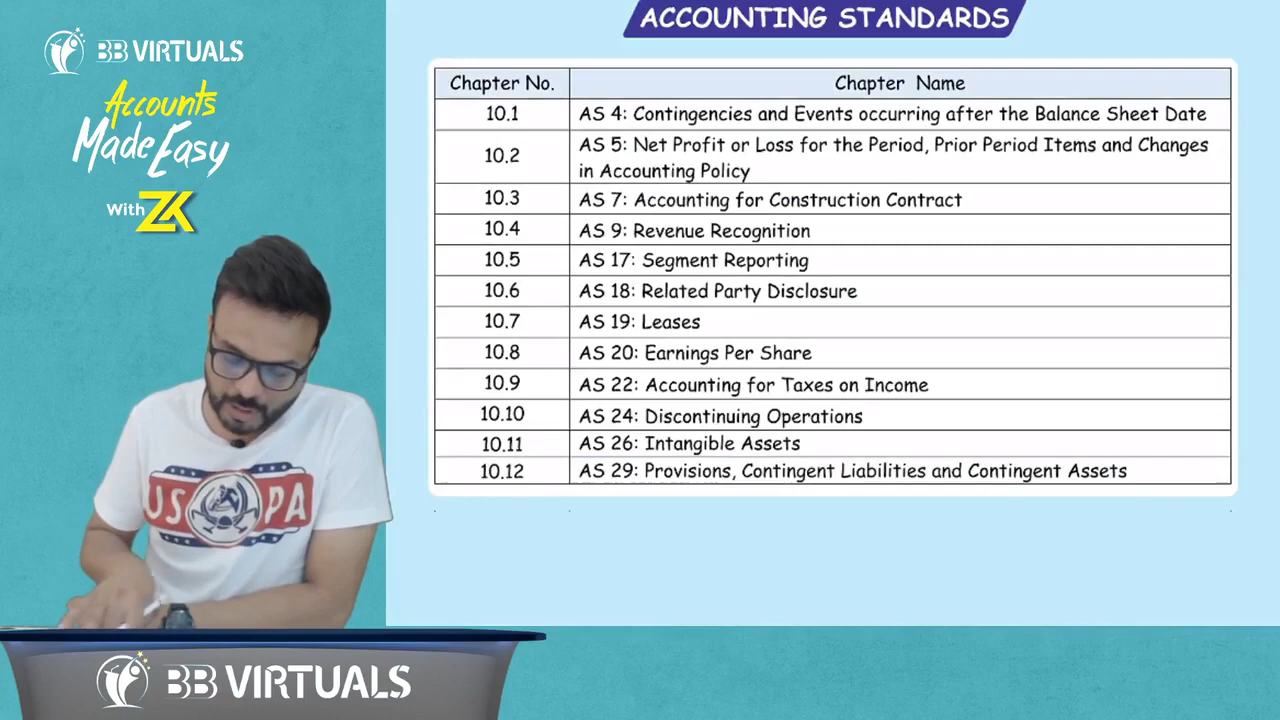 ACCOUNTING STANDARDS
BB VIRTUALS
Accounts
Made Easy
With ZK
Chapter No. Chapter Name
10.1 AS 4: Contingencies and Events occurring after the Balance Sheet Date
10.2 AS 5: Net Profit or Loss for the Period, Prior Period Items and Changes
in Accounting Policy
10.3 AS 7: Accounting for Construction Contract
10.4 AS 9: Revenue Recognition
10.5 AS 17: Segment Reporting
10.6 AS 18: Related Party Disclosure
10.7 AS 19: Leases
10.8 AS 20: Earnings Per Share
10.9 AS 22: Accounting for Taxes on Income
10.10 AS 24: Discontinuing Operations
10.11 AS 26: Intangible Assets
10.12 AS 29: Provisions, Contingent Liabilities and Contingent Assets
US PA
BB VIRTUALS